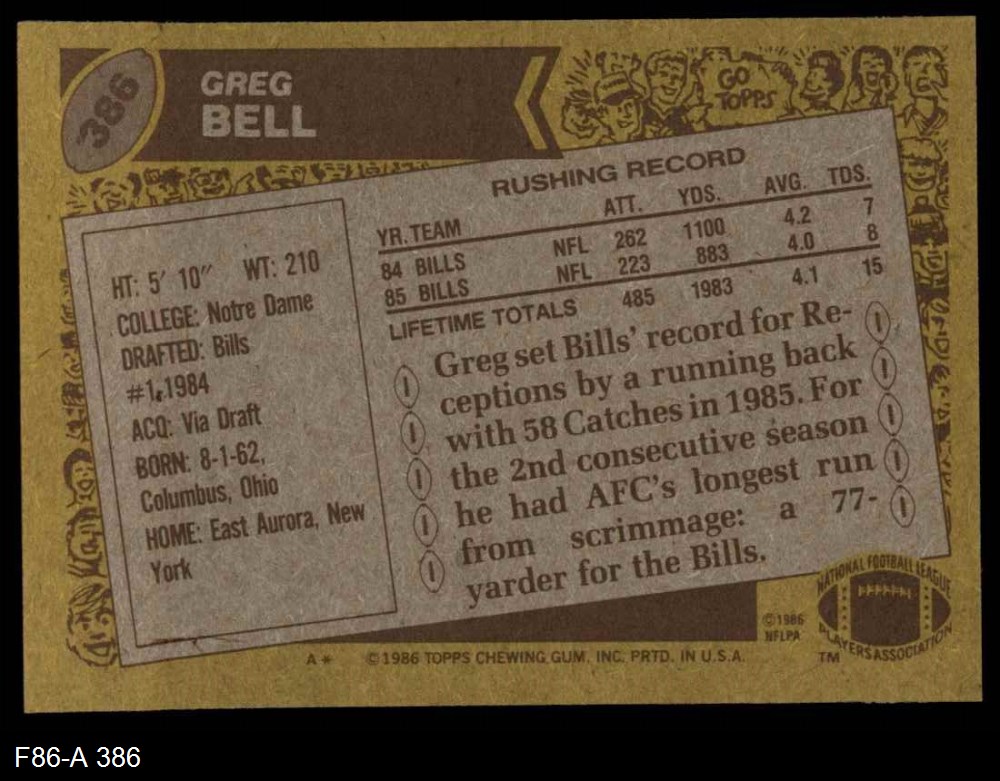 386
GREG
BELL
GO
TOPPS
RUSHING RECORD
YR. TEAM ATT. YDS. AVG. TDS.
84 BILLS NFL 262 1100 4.2 7
85 BILLS NFL 223 883 4.0 8
LIFETIME TOTALS 485 1983 4.1 15
HT: 5′ 10″ WT: 210
COLLEGE: Notre Dame
DRAFTED: Bills
#1, 1984
ACQ: Via Draft
BORN: 8-1-62,
Columbus, Ohio
HOME: East Aurora, New
York
Greg set Bills' record for Re-
ceptions by a running back
with 58 Catches in 1985. For
the 2nd consecutive season
he had AFC's longest run
from scrimmage: a 77-
yarder for the Bills.
©1986
NFLPA
NATIONAL FOOTBALL LEAGUE
PLAYERS ASSOCIATION
TM
A* ©1986 TOPPS CHEWING GUM, INC. PRTD. IN U.S.A.
F86-A 386